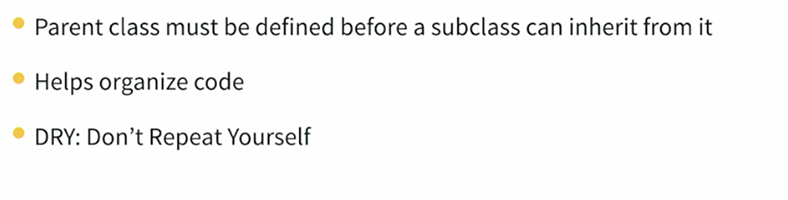 Parent class must be defined before a subclass can inherit from it
Helps organize code
DRY: Don’t Repeat Yourself